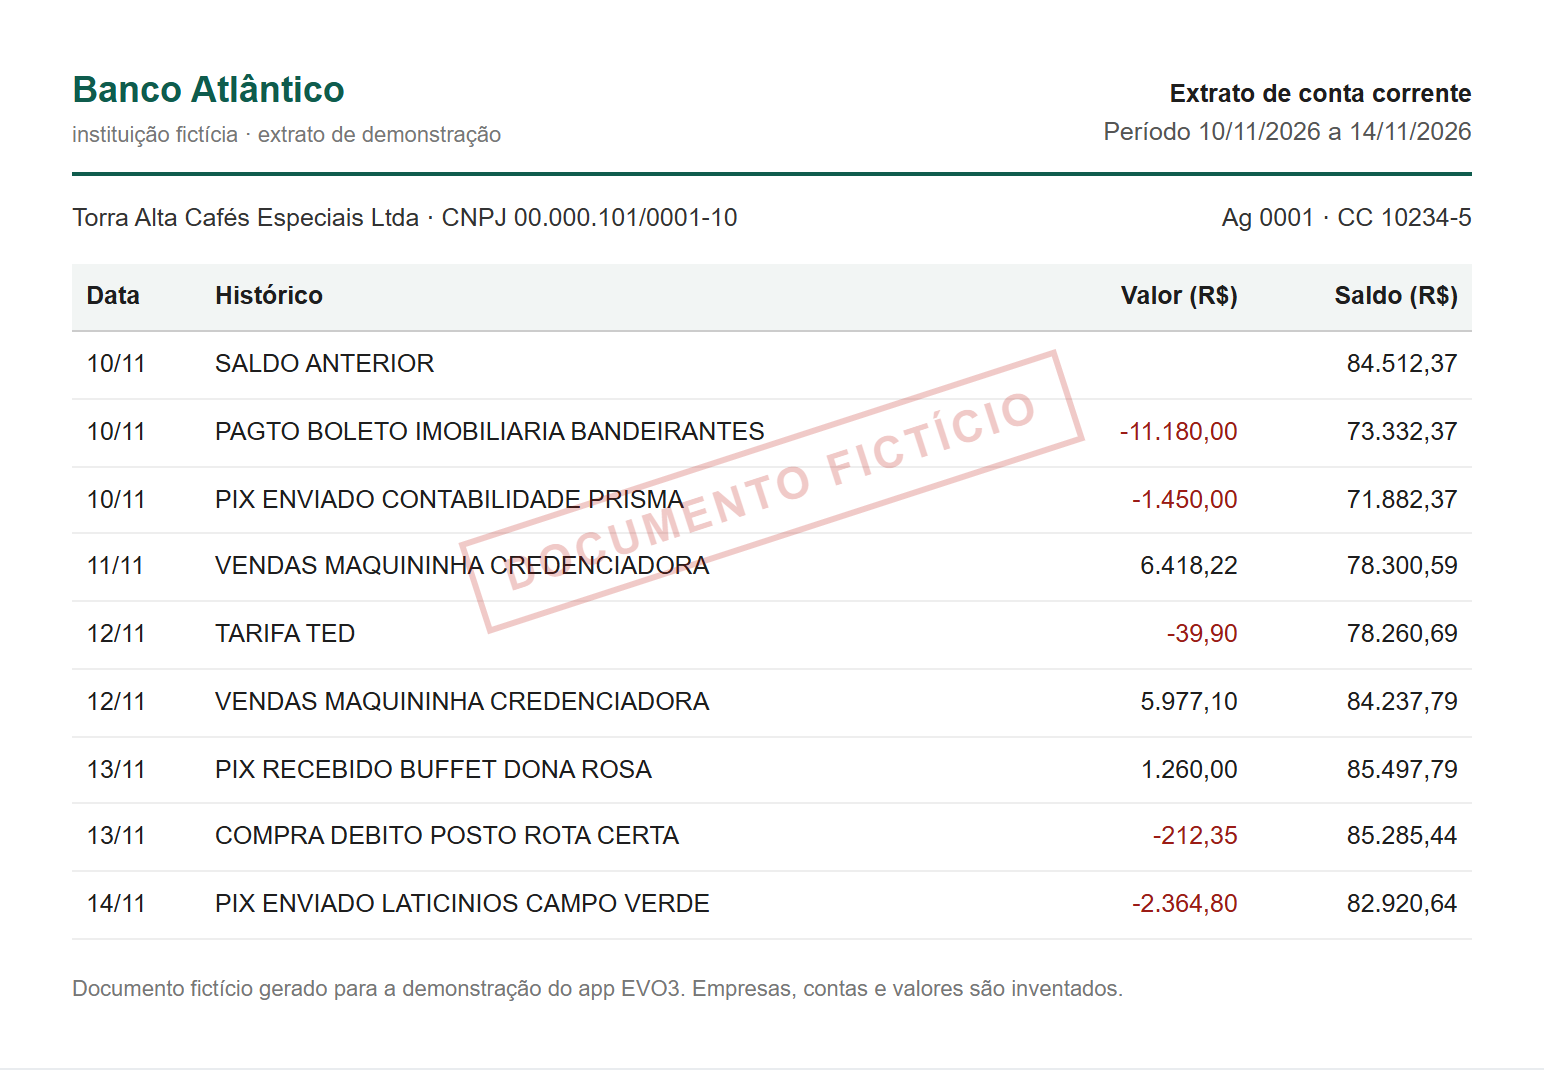 Banco Atlântico
instituição fictícia · extrato de demonstração
Extrato de conta corrente
Período 10/11/2026 a 14/11/2026
Torra Alta Cafés Especiais Ltda · CNPJ 00.000.101/0001-10
Ag 0001 · CC 10234-5
Data Histórico Valor (R$) Saldo (R$)
10/11 SALDO ANTERIOR 84.512,37
10/11 PAGTO BOLETO IMOBILIARIA BANDEIRANTES -11.180,00 73.332,37
10/11 PIX ENVIADO CONTABILIDADE PRISMA -1.450,00 71.882,37
11/11 VENDAS MAQUININHA CREDENCIADORA 6.418,22 78.300,59
12/11 TARIFA TED -39,90 78.260,69
12/11 VENDAS MAQUININHA CREDENCIADORA 5.977,10 84.237,79
13/11 PIX RECEBIDO BUFFET DONA ROSA 1.260,00 85.497,79
13/11 COMPRA DEBITO POSTO ROTA CERTA -212,35 85.285,44
14/11 PIX ENVIADO LATICINIOS CAMPO VERDE -2.364,80 82.920,64
DOCUMENTO FICTÍCIO
Documento fictício gerado para a demonstração do app EVO3. Empresas, contas e valores são inventados.